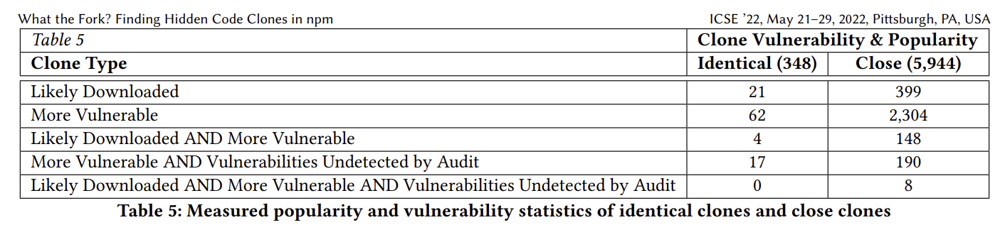 What the Fork? Finding Hidden Code Clones in npm ICSE ’22, May 21–29, 2022, Pittsburgh, PA, USA
Table 5 Clone Vulnerability & Popularity
Clone Type Identical (348) Close (5,944)
Likely Downloaded 21 399
More Vulnerable 62 2,304
Likely Downloaded AND More Vulnerable 4 148
More Vulnerable AND Vulnerabilities Undetected by Audit 17 190
Likely Downloaded AND More Vulnerable AND Vulnerabilities Undetected by Audit 0 8
Table 5: Measured popularity and vulnerability statistics of identical clones and close clones